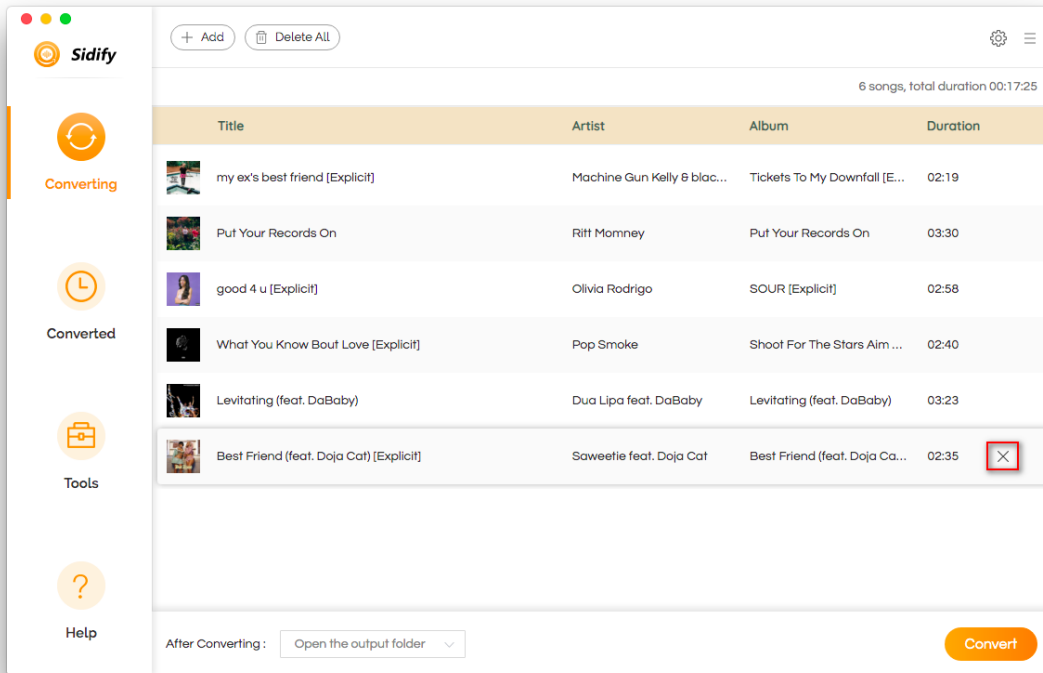 Sidify
Add
Delete All
6 songs, total duration 00:17:25
Title Artist Album Duration
Converting
my ex's best friend [Explicit] Machine Gun Kelly & blac... Tickets To My Downfall [E... 02:19
Put Your Records On Ritt Momney Put Your Records On 03:30
good 4 u [Explicit] Olivia Rodrigo SOUR [Explicit] 02:58
Converted
What You Know Bout Love [Explicit] Pop Smoke Shoot For The Stars Aim ... 02:40
Levitating (feat. DaBaby) Dua Lipa feat. DaBaby Levitating (feat. DaBaby) 03:23
Best Friend (feat. Doja Cat) [Explicit] Saweetie feat. Doja Cat Best Friend (feat. Doja Ca... 02:35
Tools
Help
After Converting : Open the output folder
Convert